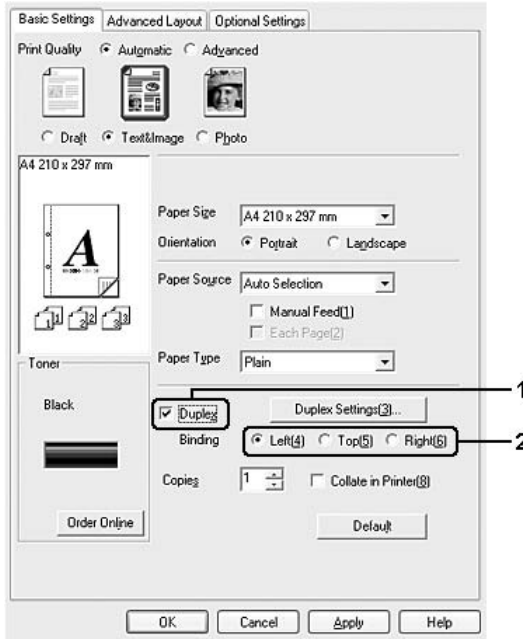 Basic Settings Advanced Layout Optional Settings
Print Quality Automatic Advanced
Draft Text&Image Photo
A4 210 x 297 mm
Paper Size A4 210 x 297 mm
Orientation Portrait Landscape
A
Paper Source Auto Selection
Manual Feed(1)
1 2 3
Each Page(2)
Paper Type Plain
Toner
1
Black
Duplex Duplex Settings(3)...
Binding Left(4) Top(5) Right(6) 2
Copies 1 Collate in Printer(8)
Order Online Default
OK Cancel Apply Help